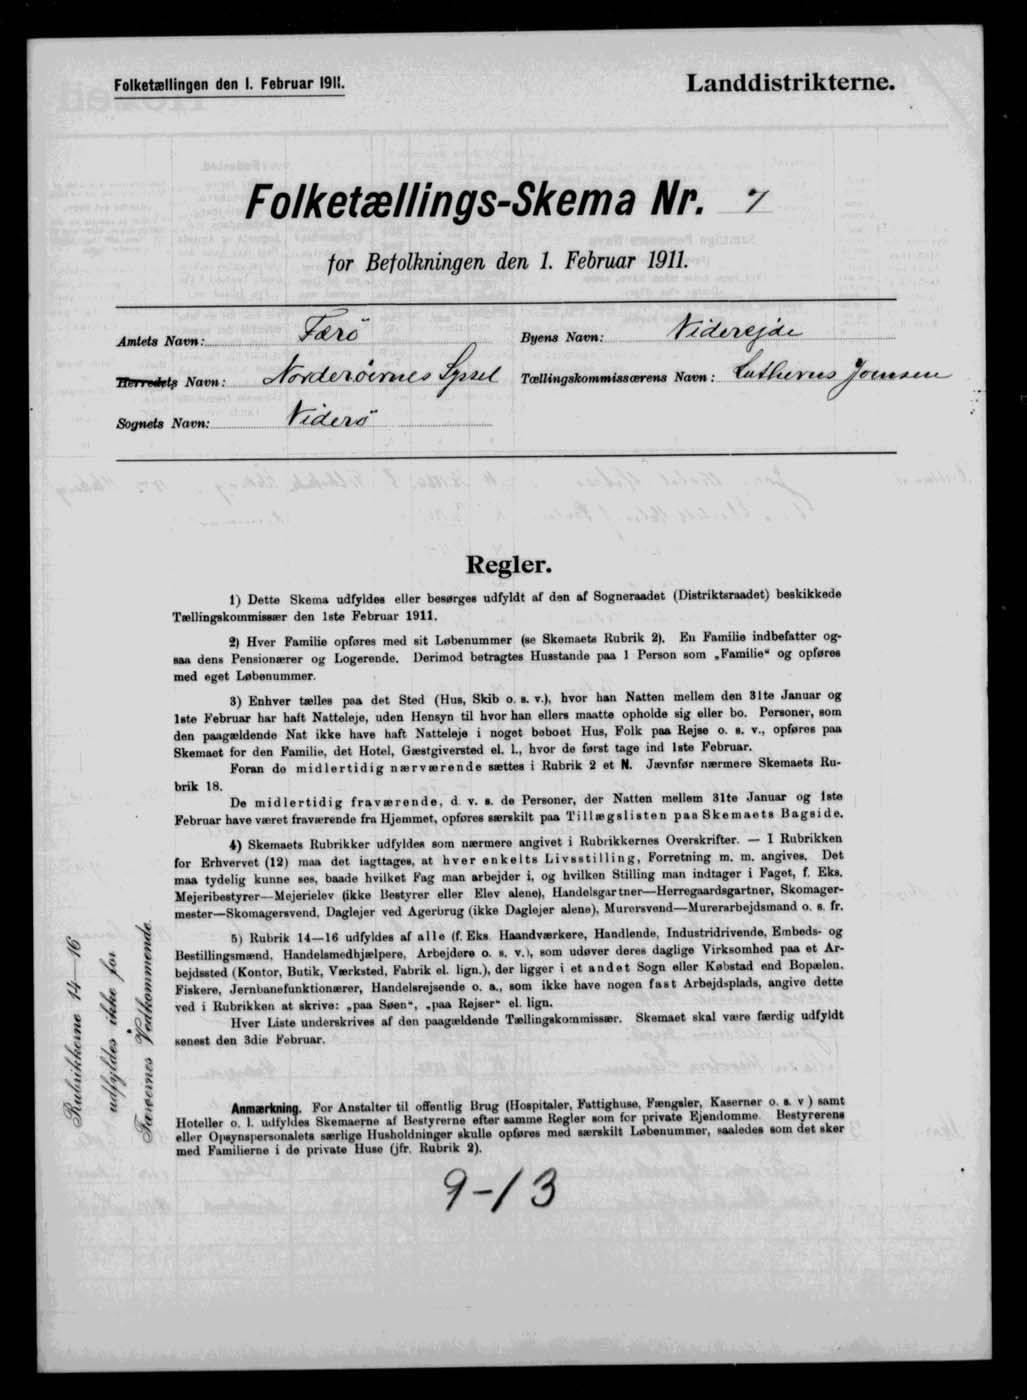 Folketællingen den 1. Februar 1911.
Landdistrikterne.
Folketællings-Skema Nr. 7
for Befolkningen den 1. Februar 1911.
Amtets Navn: Færö
Byens Navn: Viderejde
Herredets Navn: Norderöernes Syssel
Tællingskommissærens Navn: Lutherus Joensen
Sognets Navn: Viderö
Regler.
1) Dette Skema udfyldes eller besørges udfyldt af den af Sogneraadet (Distriktsraadet) beskikkede
Tællingskommissær den 1ste Februar 1911.
2) Hver Familie opføres med sit Løbenummer (se Skemaets Rubrik 2). En Familie indbefatter og-
saa dens Pensionærer og Logerende. Derimod betragtes Husstande paa 1 Person som „Familie“ og opføres
med eget Løbenummer.
3) Enhver tælles paa det Sted (Hus, Skib o. s. v.), hvor han Natten mellem den 31te Januar og
1ste Februar har haft Natteleje, uden Hensyn til hvor han ellers maatte opholde sig eller bo. Personer, som
den paagældende Nat ikke have haft Natteleje i noget beboet Hus, Folk paa Rejse o. s. v., opføres paa
Skemaet for den Familie, det Hotel, Gæstgiversted el. l., hvor de først tage ind 1ste Februar.
Foran de midlertidig nærværende sættes i Rubrik 2 et N. Jævnfør nærmere Skemaets Ru-
brik 18.
De midlertidig fraværende, d. v. s. de Personer, der Natten mellem 31te Januar og 1ste
Februar have været fraværende fra Hjemmet, opføres særskilt paa Tillægslisten paa Skemaets Bagside.
4) Skemaets Rubrikker udfyldes som nærmere angivet i Rubrikkernes Overskrifter. — I Rubrikken
for Erhvervet (12) maa det iagttages, at hver enkelts Livsstilling, Forretning m. m. angives. Det
maa tydelig kunne ses, baade hvilket Fag man arbejder i, og hvilken Stilling man indtager i Faget, f. Eks.
Mejeribestyrer—Mejerielev (ikke Bestyrer eller Elev alene), Handelsgartner—Herregaardsgartner, Skomager-
mester—Skomagersvend, Daglejer ved Agerbrug (ikke Daglejer alene), Murersvend—Murerarbejdsmand o. s. fr.
5) Rubrik 14—16 udfyldes af alle (f. Eks. Haandværkere, Handlende, Industridrivende, Embeds- og
Bestillingsmænd, Handelsmedhjælpere, Arbejdere o. s. v.), som udøver deres daglige Virksomhed paa et Ar-
bejdssted (Kontor, Butik, Værksted, Fabrik el. lign.), der ligger i et andet Sogn eller Købstad end Bopælen.
Fiskere, Jernbanefunktionærer, Handelsrejsende o. a., som ikke have nogen fast Arbejdsplads, angive dette
ved i Rubrikken at skrive: „paa Søen“, „paa Rejser“ el. lign.
Hver Liste underskrives af den paagældende Tællingskommissær. Skemaet skal være færdig udfyldt
senest den 3die Februar.
Rubrikkerne 14—16
udfyldes ikke for
Færøernes Vedkommende.
Anmærkning. For Anstalter til offentlig Brug (Hospitaler, Fattighuse, Fængsler, Kaserner o. s. v) samt
Hoteller o. l. udfyldes Skemaerne af Bestyrerne efter samme Regler som for private Ejendomme. Bestyrerens
eller Opsynspersonalets særlige Husholdninger skulle opføres med særskilt Løbenummer, saaledes som det sker
med Familierne i de private Huse (jfr. Rubrik 2).
9-13